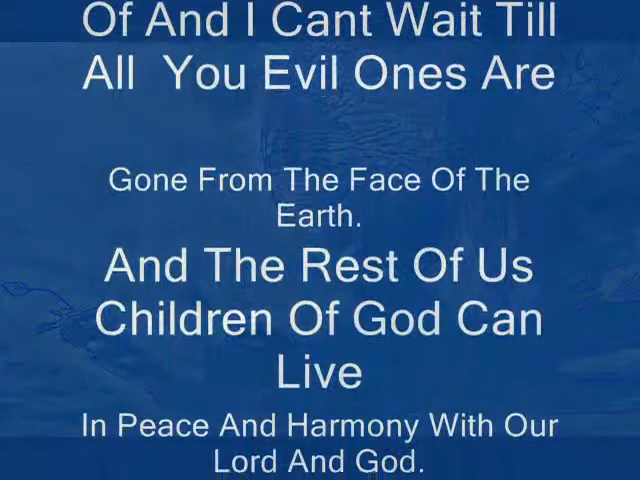 Of And I Cant Wait Till
All You Evil Ones Are
Gone From The Face Of The
Earth.
And The Rest Of Us
Children Of God Can
Live
In Peace And Harmony With Our
Lord And God.